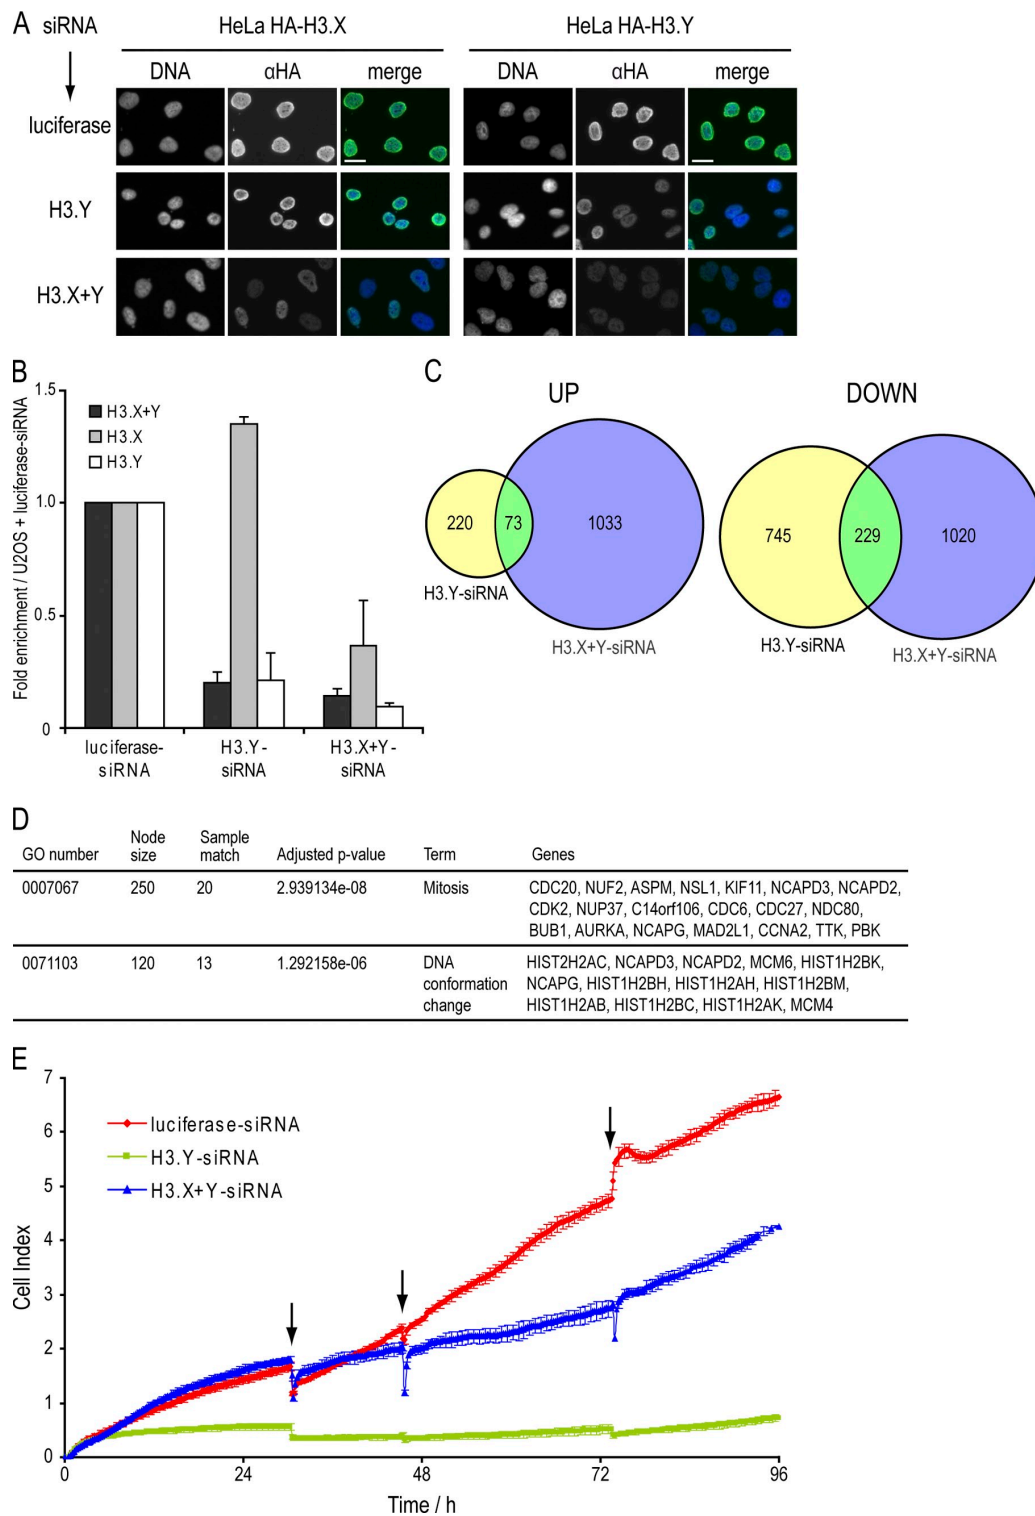 A siRNA HeLa HA-H3.X HeLa HA-H3.Y
DNA αHA merge DNA αHA merge
luciferase
H3.Y
H3.X+Y
B
Fold enrichment / U2OS + luciferase-siRNA
1.5
1.0
0.5
0
H3.X+Y
H3.X
H3.Y
luciferase-siRNA
H3.Y-siRNA
H3.X+Y-siRNA
C
UP
DOWN
220 73 1033
H3.Y-siRNA
H3.X+Y-siRNA
745 229 1020
H3.Y-siRNA
H3.X+Y-siRNA
D
GO number Node size Sample match Adjusted p-value Term Genes
0007067 250 20 2.939134e-08 Mitosis CDC20, NUF2, ASPM, NSL1, KIF11, NCAPD3, NCAPD2,
CDK2, NUP37, C14orf106, CDC6, CDC27, NDC80,
BUB1, AURKA, NCAPG, MAD2L1, CCNA2, TTK, PBK
0071103 120 13 1.292158e-06 DNA HIST2H2AC, NCAPD3, NCAPD2, MCM6, HIST1H2BK,
conformation NCAPG, HIST1H2BH, HIST1H2AH, HIST1H2BM,
change HIST1H2AB, HIST1H2BC, HIST1H2AK, MCM4
E
Cell Index
7
6
5
4
3
2
1
0
luciferase-siRNA
H3.Y-siRNA
H3.X+Y-siRNA
0 24 48 72 96
Time / h